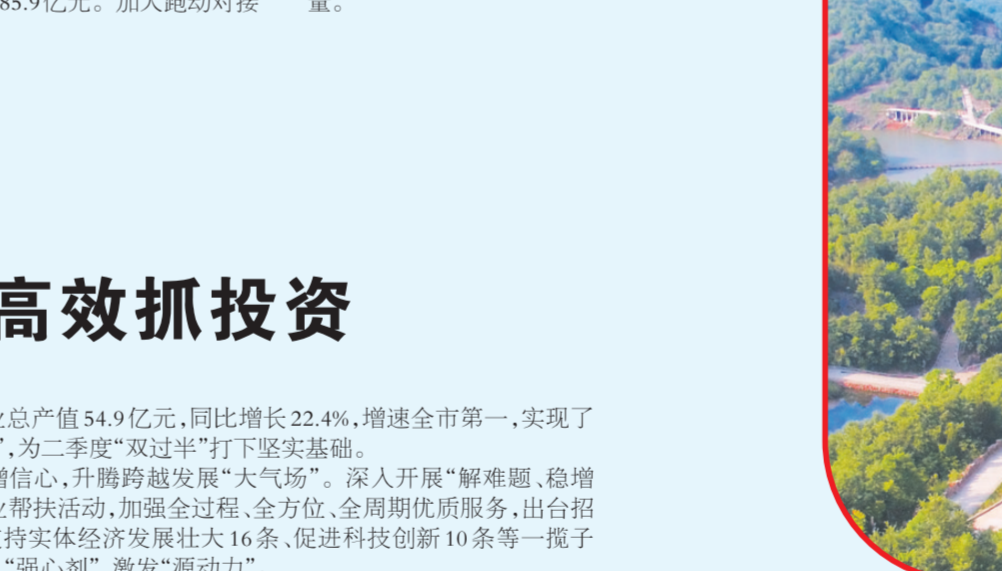 85.9亿元。加大跑动对接
量。
高效抓投资
业总产值54.9亿元,同比增长22.4%,增速全市第一,实现了
”,为二季度“双过半”打下坚实基础。
增信心,升腾跨越发展“大气场”。深入开展“解难题、稳增
业帮扶活动,加强全过程、全方位、全周期优质服务,出台招
支持实体经济发展壮大16条、促进科技创新10条等一揽子
“强心剂”,激发“源动力”